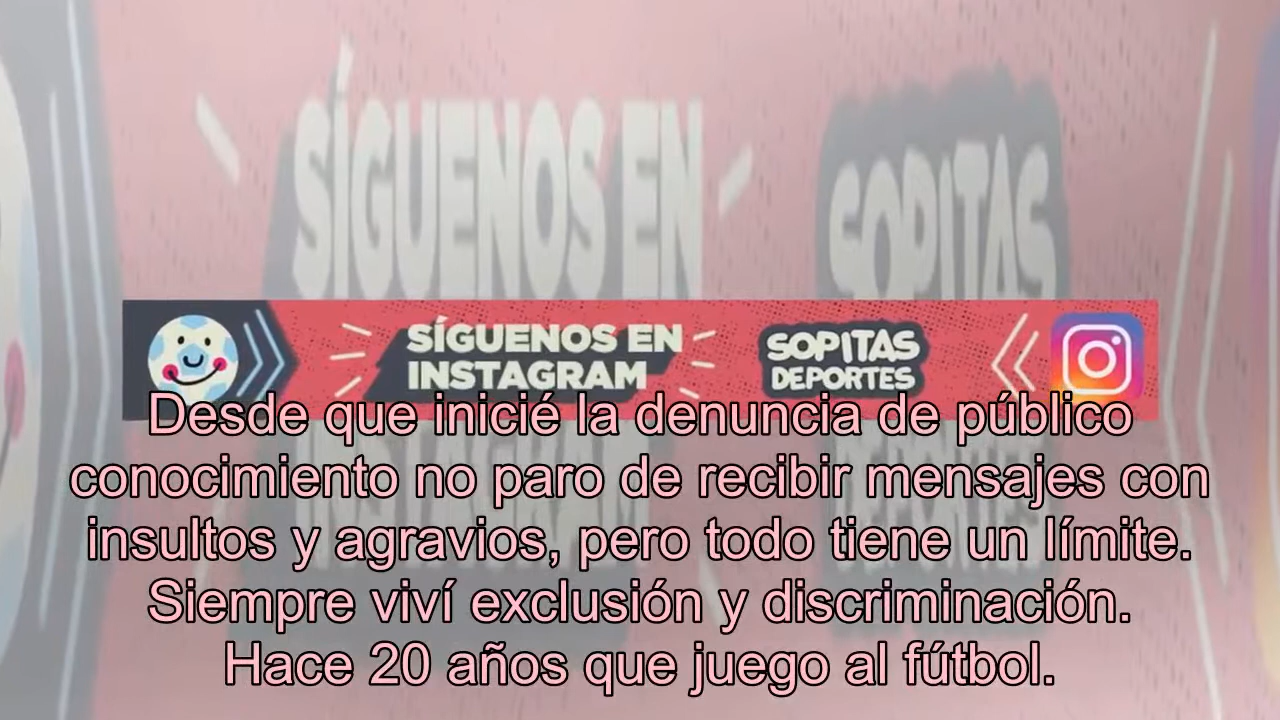 SÍGUENOS EN
SOPITAS
SÍGUENOS EN
INSTAGRAM
SOPITAS
DEPORTES
Desde que inicié la denuncia de público
conocimiento no paro de recibir mensajes con
insultos y agravios, pero todo tiene un límite.
Siempre viví exclusión y discriminación.
Hace 20 años que juego al fútbol.